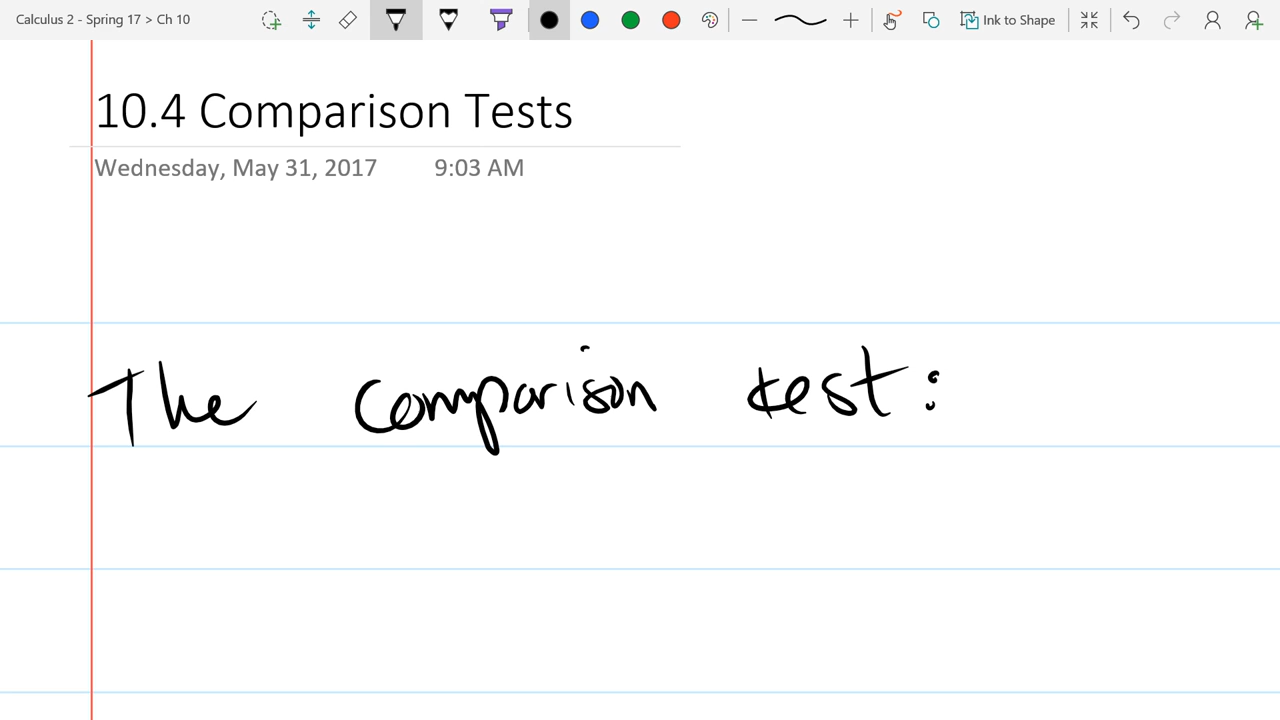 Calculus 2 - Spring 17 > Ch 10
Ink to Shape
10.4 Comparison Tests
Wednesday, May 31, 2017 9:03 AM
The comparison test: